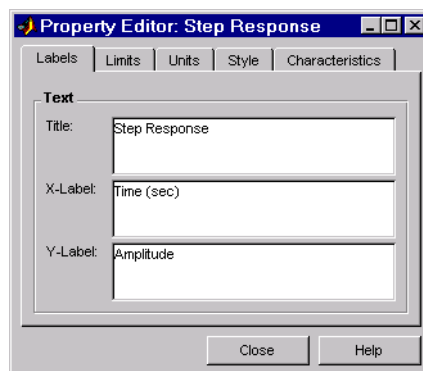 Property Editor: Step Response
Labels Limits Units Style Characteristics
Text
Title: Step Response
X-Label: Time (sec)
Y-Label: Amplitude
Close Help